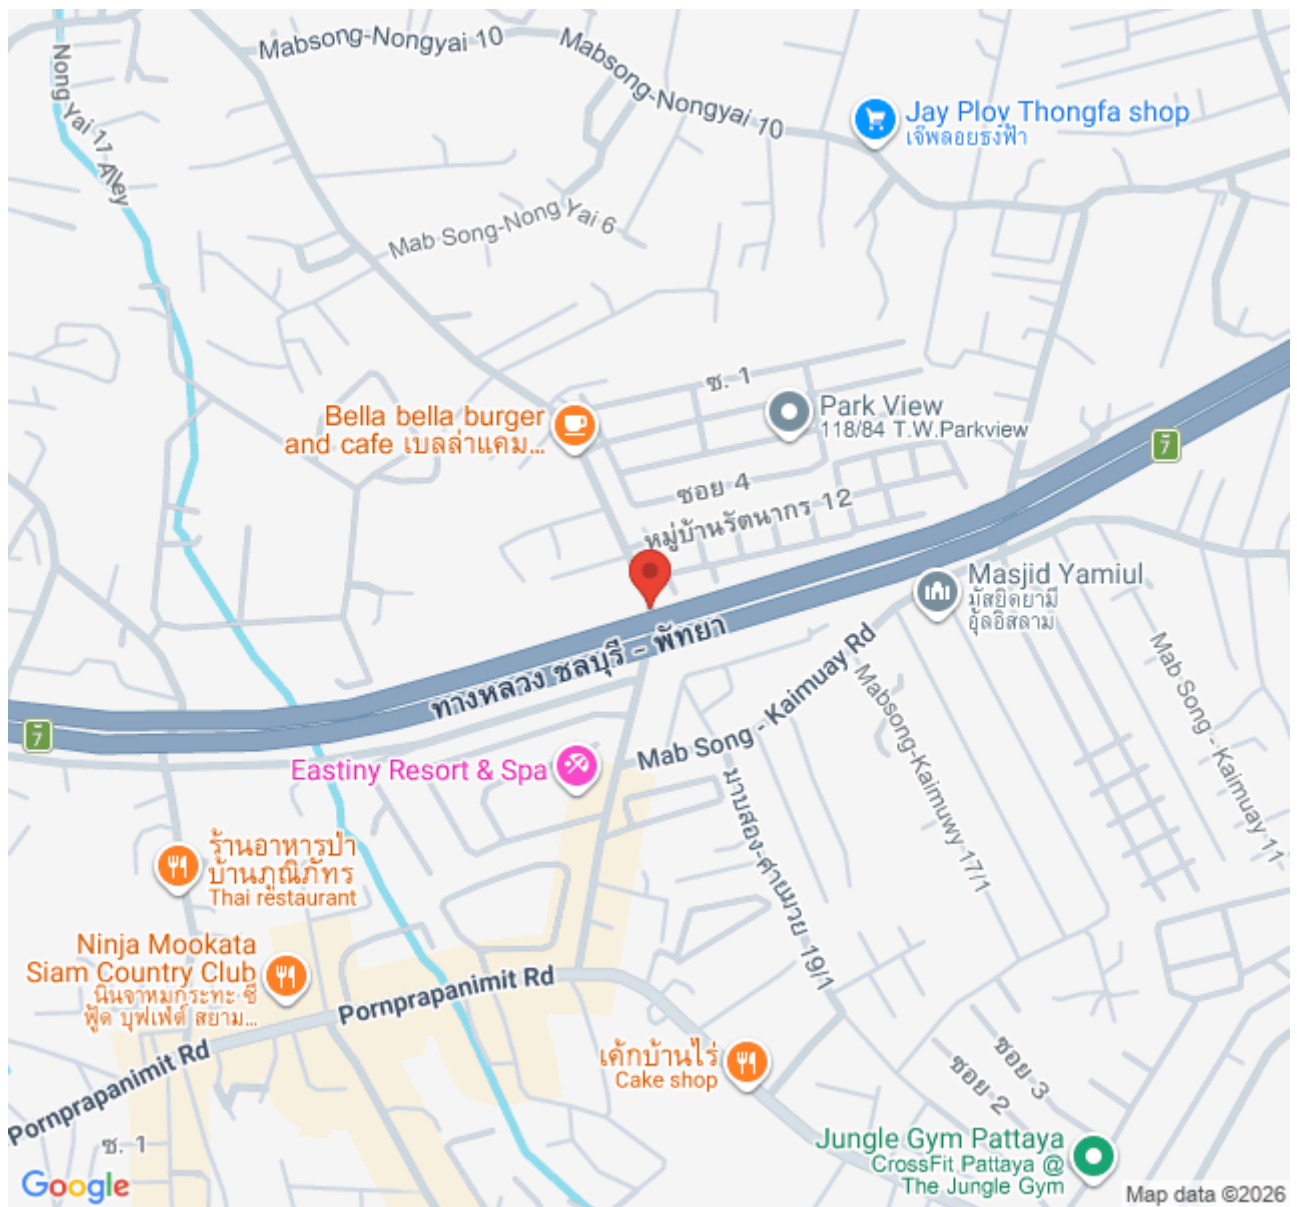 Mabsong-Nongyai 10
Mabsong-Nongyai 10
Nong Yai 11 Alley
Jay Ploy Thongfa shop
เจ๊พลอยธงฟ้า
Mab Song-Nong Yai 6
ซ. 1
Park View
118/84 T.W.Parkview
Bella bella burger
and cafe เบลล่าแคม...
7
ซอย 4
หมู่บ้านรัตนากร 12
Masjid Yamiul
มัสยิดยามี
อุ้ลอิสลาม
ทางหลวง ชลบุรี - พัทยา
Mab Song - Kaimuay Rd
Mabsong-Kaimuwy 17/1
Mab Song - Kaimuay 11
7
Eastiny Resort & Spa
มาบสอง-ศายมวย 19/1
ร้านอาหารป่า
บ้านภูณิภัทร
Thai restaurant
Ninja Mookata
Siam Country Club
นินจาหมูกระทะ ซี
ฟู้ด บุฟเฟ่ต์ สยาม...
Pornprapanimit Rd
Pornprapanimit Rd
เค้กบ้านไร่
Cake shop
ซอย 3
ซอย 2
ซ. 1
Jungle Gym Pattaya
CrossFit Pattaya @
The Jungle Gym
Google
Map data ©2026